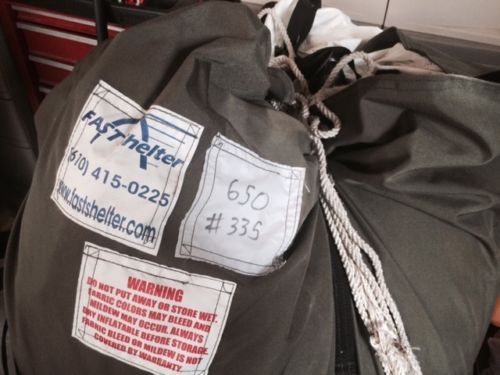 FASThelter
(610) 415-0225
www.fastshelter.com
650
# 335
WARNING
DO NOT PUT AWAY OR STORE WET.
FABRIC COLORS MAY BLEED AND
MILDEW MAY OCCUR. ALWAYS
DRY INFLATABLE BEFORE STORAGE.
FABRIC BLEED OR MILDEW IS NOT
COVERED BY WARRANTY.